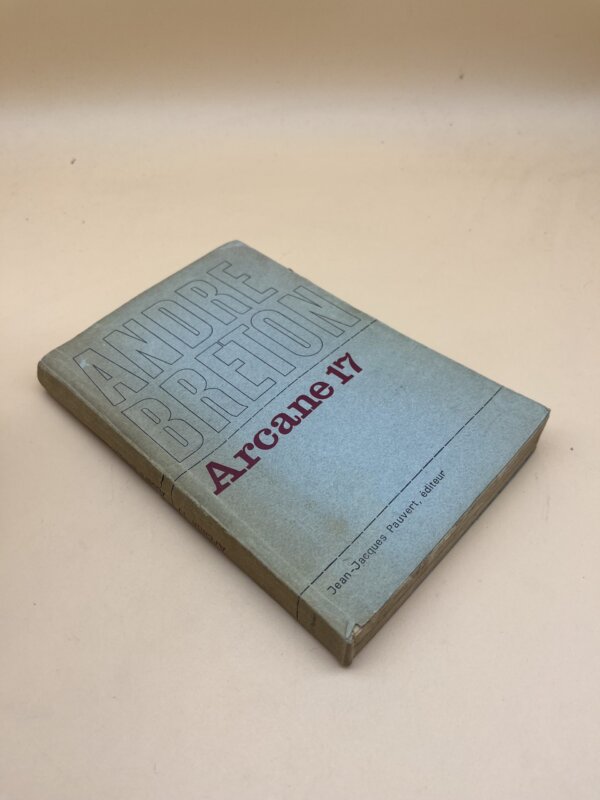 ANDRE
BRETON
Arcane 17
Jean-Jacques Pauvert, éditeur